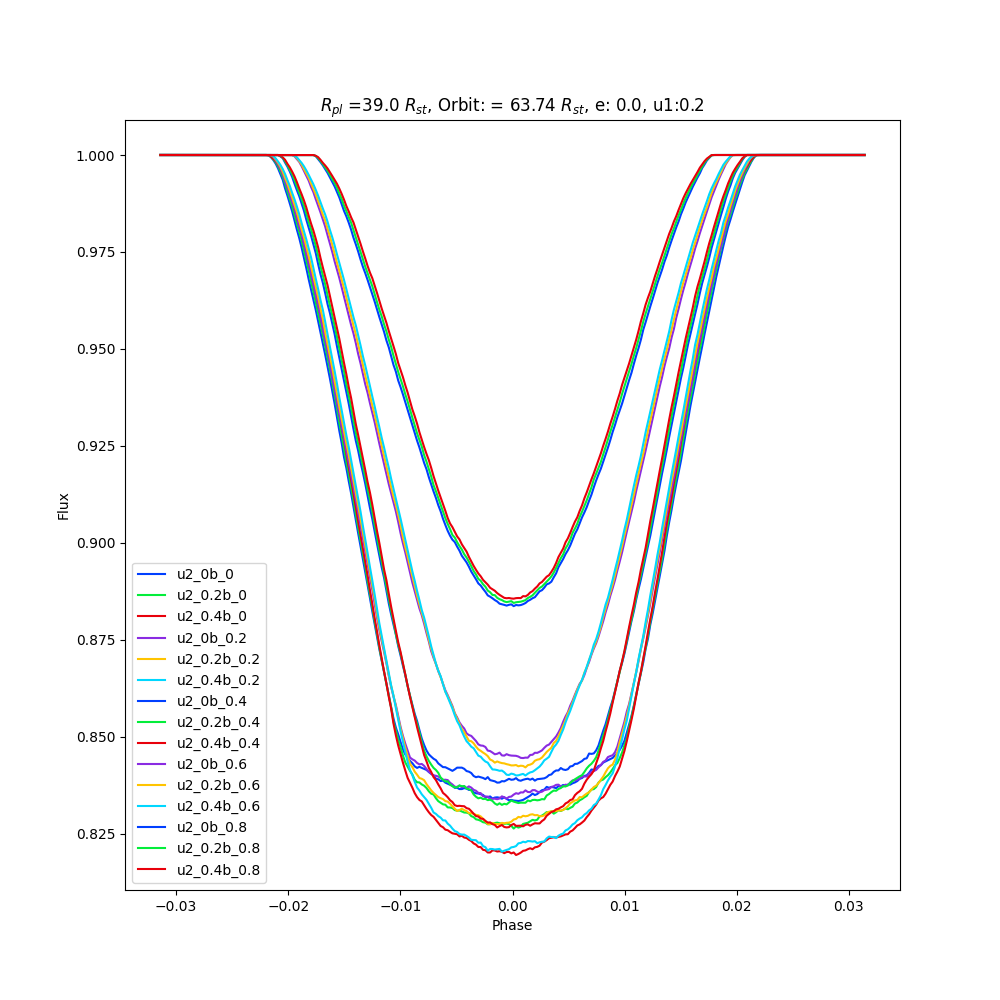 R_pl =39.0 R_st, Orbit: = 63.74 R_st, e: 0.0, u1:0.2
1.000
0.975
0.950
0.925
0.900
0.875
0.850
0.825
Flux
u2_0b_0
u2_0.2b_0
u2_0.4b_0
u2_0b_0.2
u2_0.2b_0.2
u2_0.4b_0.2
u2_0b_0.4
u2_0.2b_0.4
u2_0.4b_0.4
u2_0b_0.6
u2_0.2b_0.6
u2_0.4b_0.6
u2_0b_0.8
u2_0.2b_0.8
u2_0.4b_0.8
−0.03 −0.02 −0.01 0.00 0.01 0.02 0.03
Phase